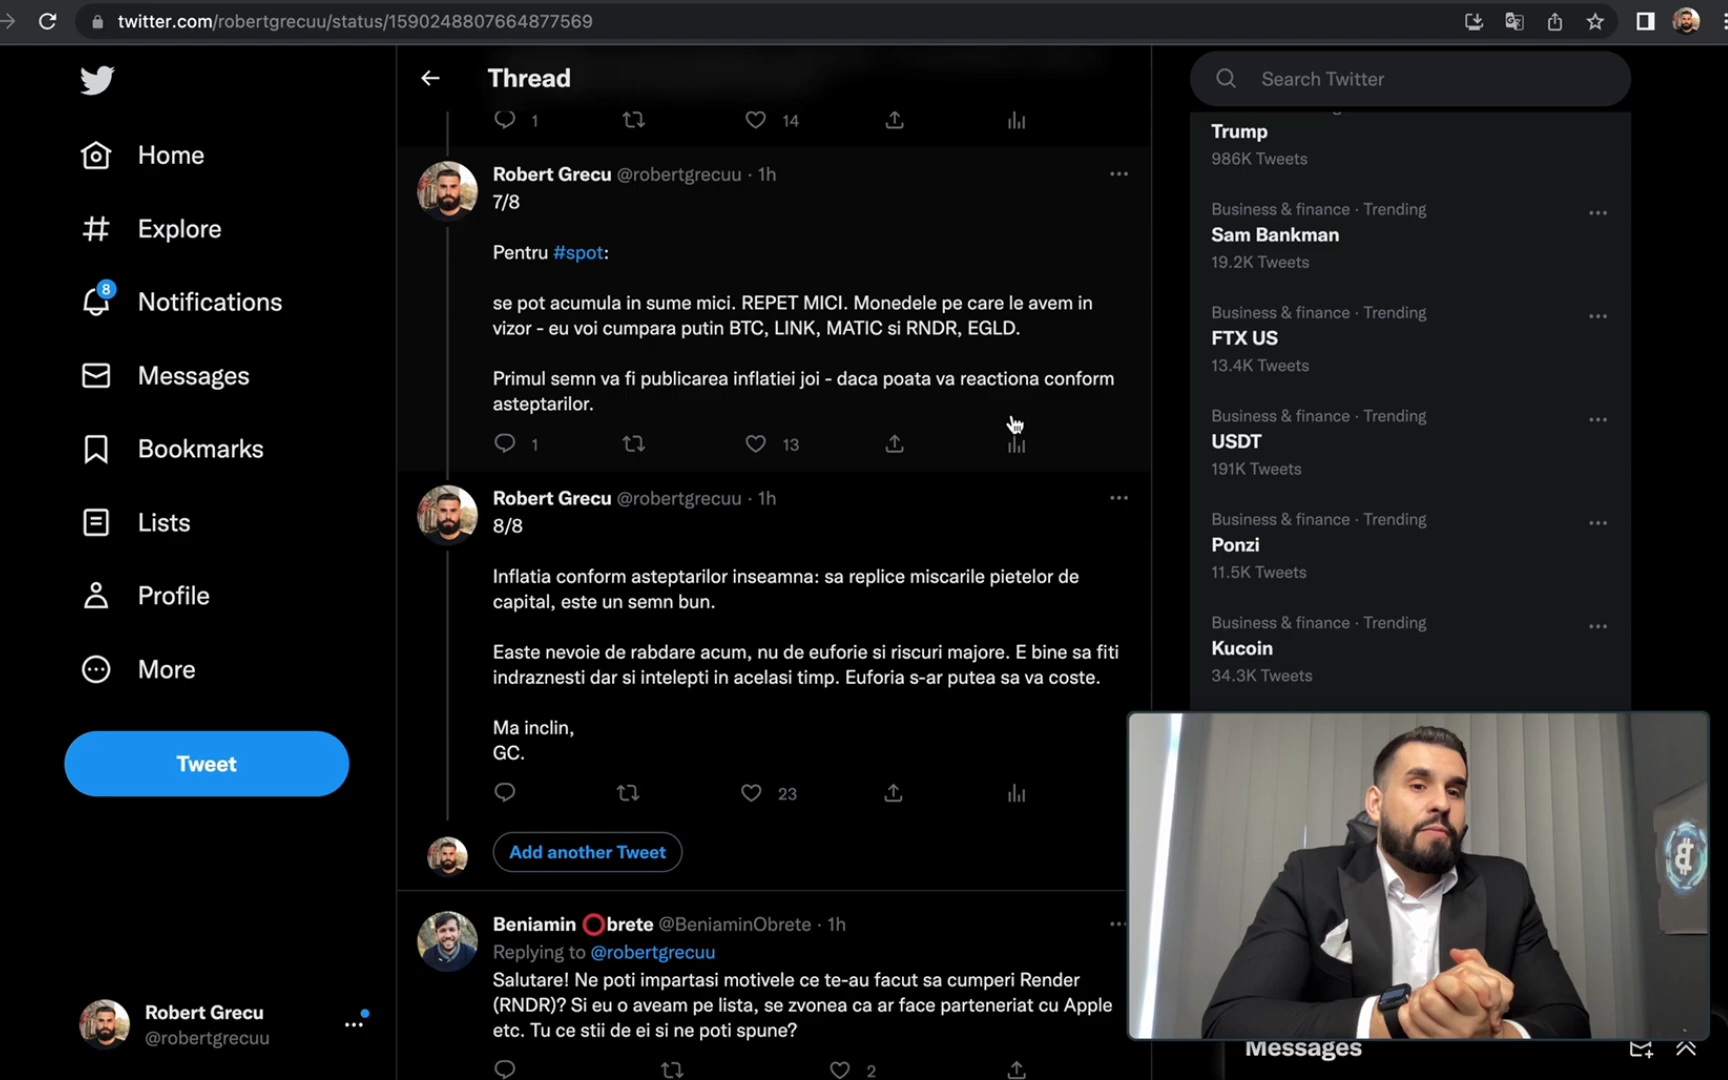 twitter.com/robertgrecuu/status/1590248807664877569
Thread
Search Twitter
Home
Explore
8
Notifications
Messages
Bookmarks
Lists
Profile
More
Tweet
Robert Grecu
@robertgrecuu
1 14
Robert Grecu @robertgrecuu · 1h
7/8
Pentru #spot:
se pot acumula in sume mici. REPET MICI. Monedele pe care le avem in
vizor - eu voi cumpara putin BTC, LINK, MATIC si RNDR, EGLD.
Primul semn va fi publicarea inflatiei joi - daca poata va reactiona conform
asteptarilor.
1 13
Robert Grecu @robertgrecuu · 1h
8/8
Inflatia conform asteptarilor inseamna: sa replice miscarile pietelor de
capital, este un semn bun.
Easte nevoie de rabdare acum, nu de euforie si riscuri majore. E bine sa fiti
indraznesti dar si intelepti in acelasi timp. Euforia s-ar putea sa va coste.
Ma inclin,
GC.
23
Add another Tweet
Beniamin ⭕brete @BeniaminObrete · 1h
Replying to @robertgrecuu
Salutare! Ne poti impartasi motivele ce te-au facut sa cumperi Render
(RNDR)? Si eu o aveam pe lista, se zvonea ca ar face parteneriat cu Apple
etc. Tu ce stii de ei si ne poti spune?
2
Trump
986K Tweets
Business & finance · Trending
Sam Bankman
19.2K Tweets
Business & finance · Trending
FTX US
13.4K Tweets
Business & finance · Trending
USDT
191K Tweets
Business & finance · Trending
Ponzi
11.5K Tweets
Business & finance · Trending
Kucoin
34.3K Tweets
Messages